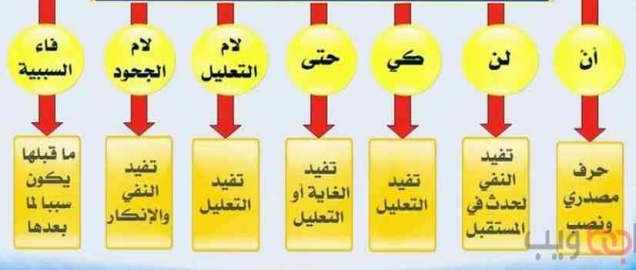 أنْ
لن
كي
حتى
لام
التعليل
لام
الجحود
فاء
السببية
حرف
مصدري
ونصب
تفيد
النفي
لحدث في
المستقبل
تفيد
التعليل
تفيد
الغاية أو
التعليل
تفيد
التعليل
تفيد
النفي
والإنكار
ما قبلها
يكون
سببا لما
بعدها
ويب